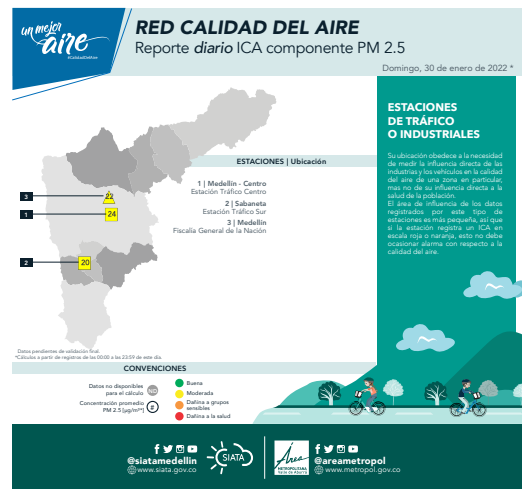 un mejor
aire
#CalidadDelAire
RED CALIDAD DEL AIRE
Reporte diario ICA componente PM 2.5
Domingo, 30 de enero de 2022 *
ESTACIONES | Ubicación
1 | Medellín - Centro
Estación Tráfico Centro
2 | Sabaneta
Estación Tráfico Sur
3 | Medellín
Fiscalía General de la Nación
3
22
1
24
2
20
ESTACIONES
DE TRÁFICO
O INDUSTRIALES
Su ubicación obedece a la necesidad
de medir la influencia directa de las
industrias y los vehículos en la calidad
del aire de una zona en particular,
mas no de su influencia directa a la
salud de la población.
El área de influencia de los datos
registrados por este tipo de
estaciones es más pequeña, así que
si la estación registra un ICA en
escala roja o naranja, esto no debe
ocasionar alarma con respecto a la
calidad del aire.
Datos pendientes de validación final.
*Cálculos a partir de registros de las 00:00 a las 23:59 de este día.
CONVENCIONES
Datos no disponibles
para el cálculo
ND
Concentración promedio
PM 2.5 [µg/m³*]
#
Buena
Moderada
Dañina a grupos
sensibles
Dañina a la salud
@siatamedellin
www.siata.gov.co
SIATA
Área
METROPOLITANA
Valle de Aburrá
@areametropol
www.metropol.gov.co